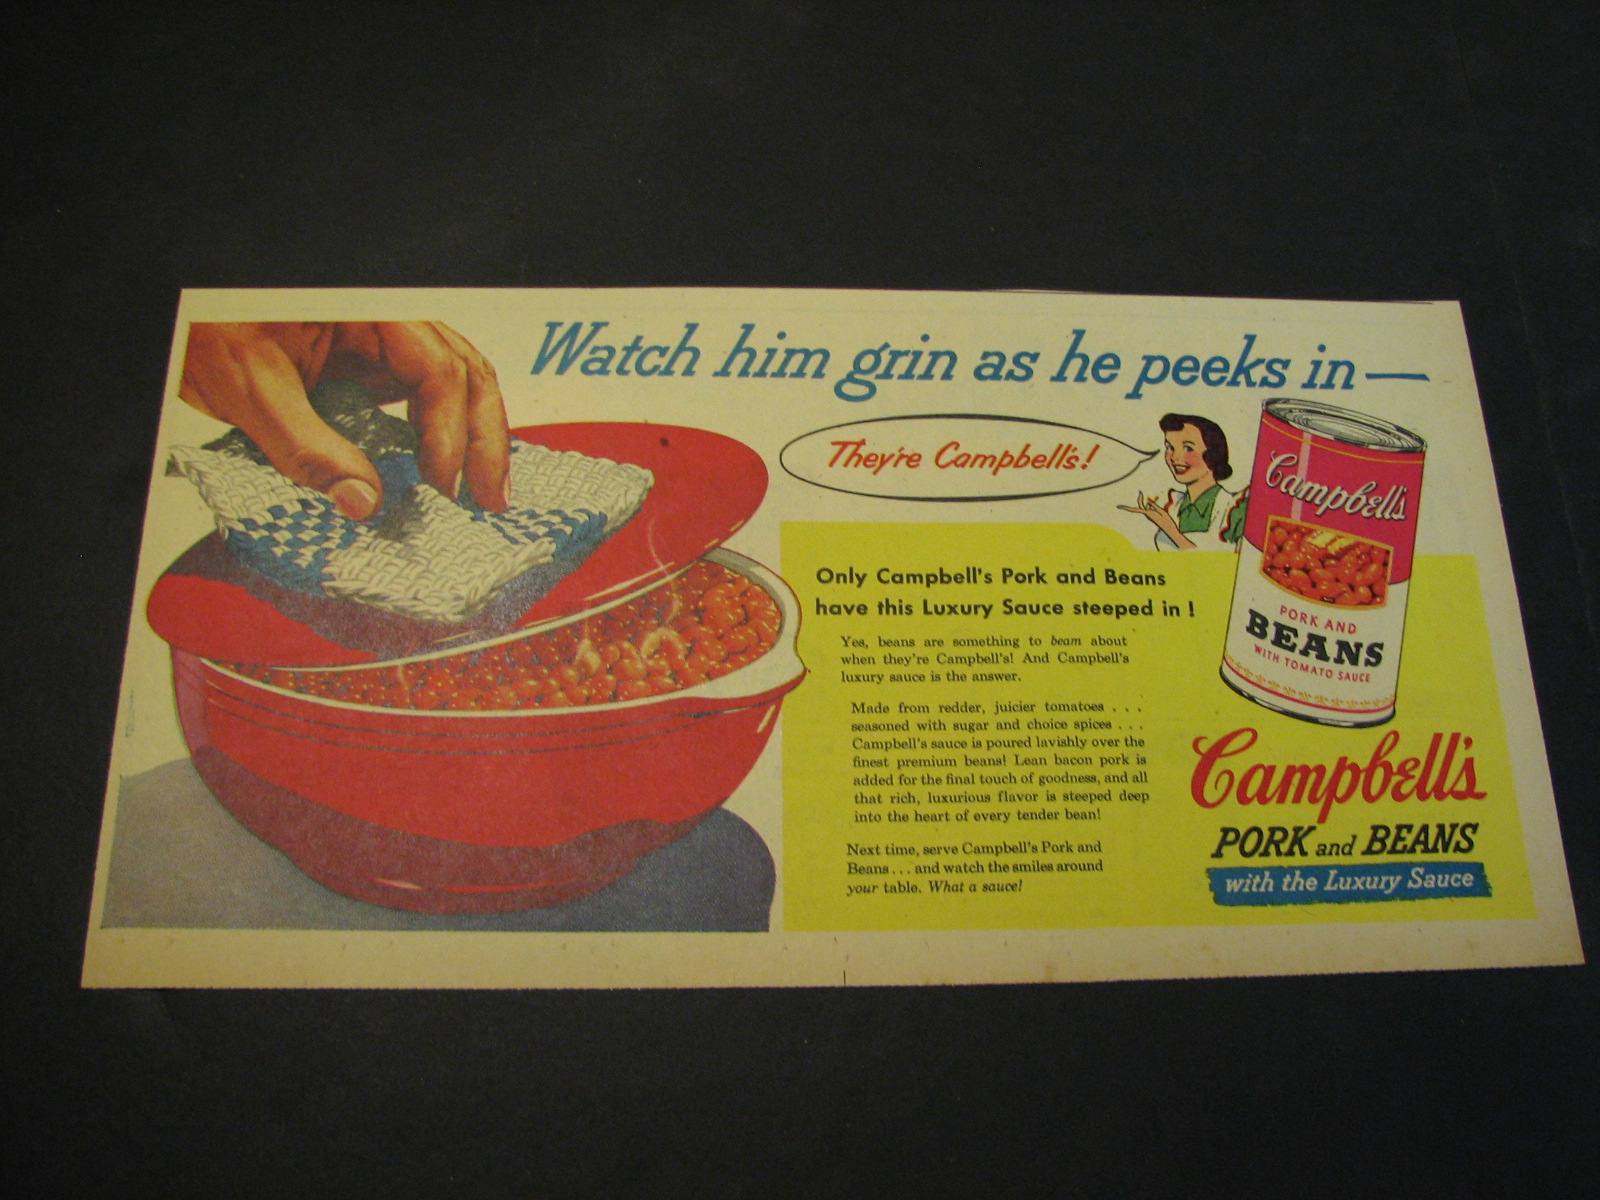 Watch him grin as he peeks in —
They're Campbell's!
Only Campbell's Pork and Beans
have this Luxury Sauce steeped in !
Yes, beans are something to beam about
when they're Campbell's! And Campbell's
luxury sauce is the answer.
Made from redder, juicier tomatoes . . .
seasoned with sugar and choice spices . . .
Campbell's sauce is poured lavishly over the
finest premium beans! Lean bacon pork is
added for the final touch of goodness, and all
that rich, luxurious flavor is steeped deep
into the heart of every tender bean!
Next time, serve Campbell's Pork and
Beans . . . and watch the smiles around
your table. What a sauce!
Campbell's
PORK AND
BEANS
WITH TOMATO SAUCE
Campbell's
PORK and BEANS
with the Luxury Sauce